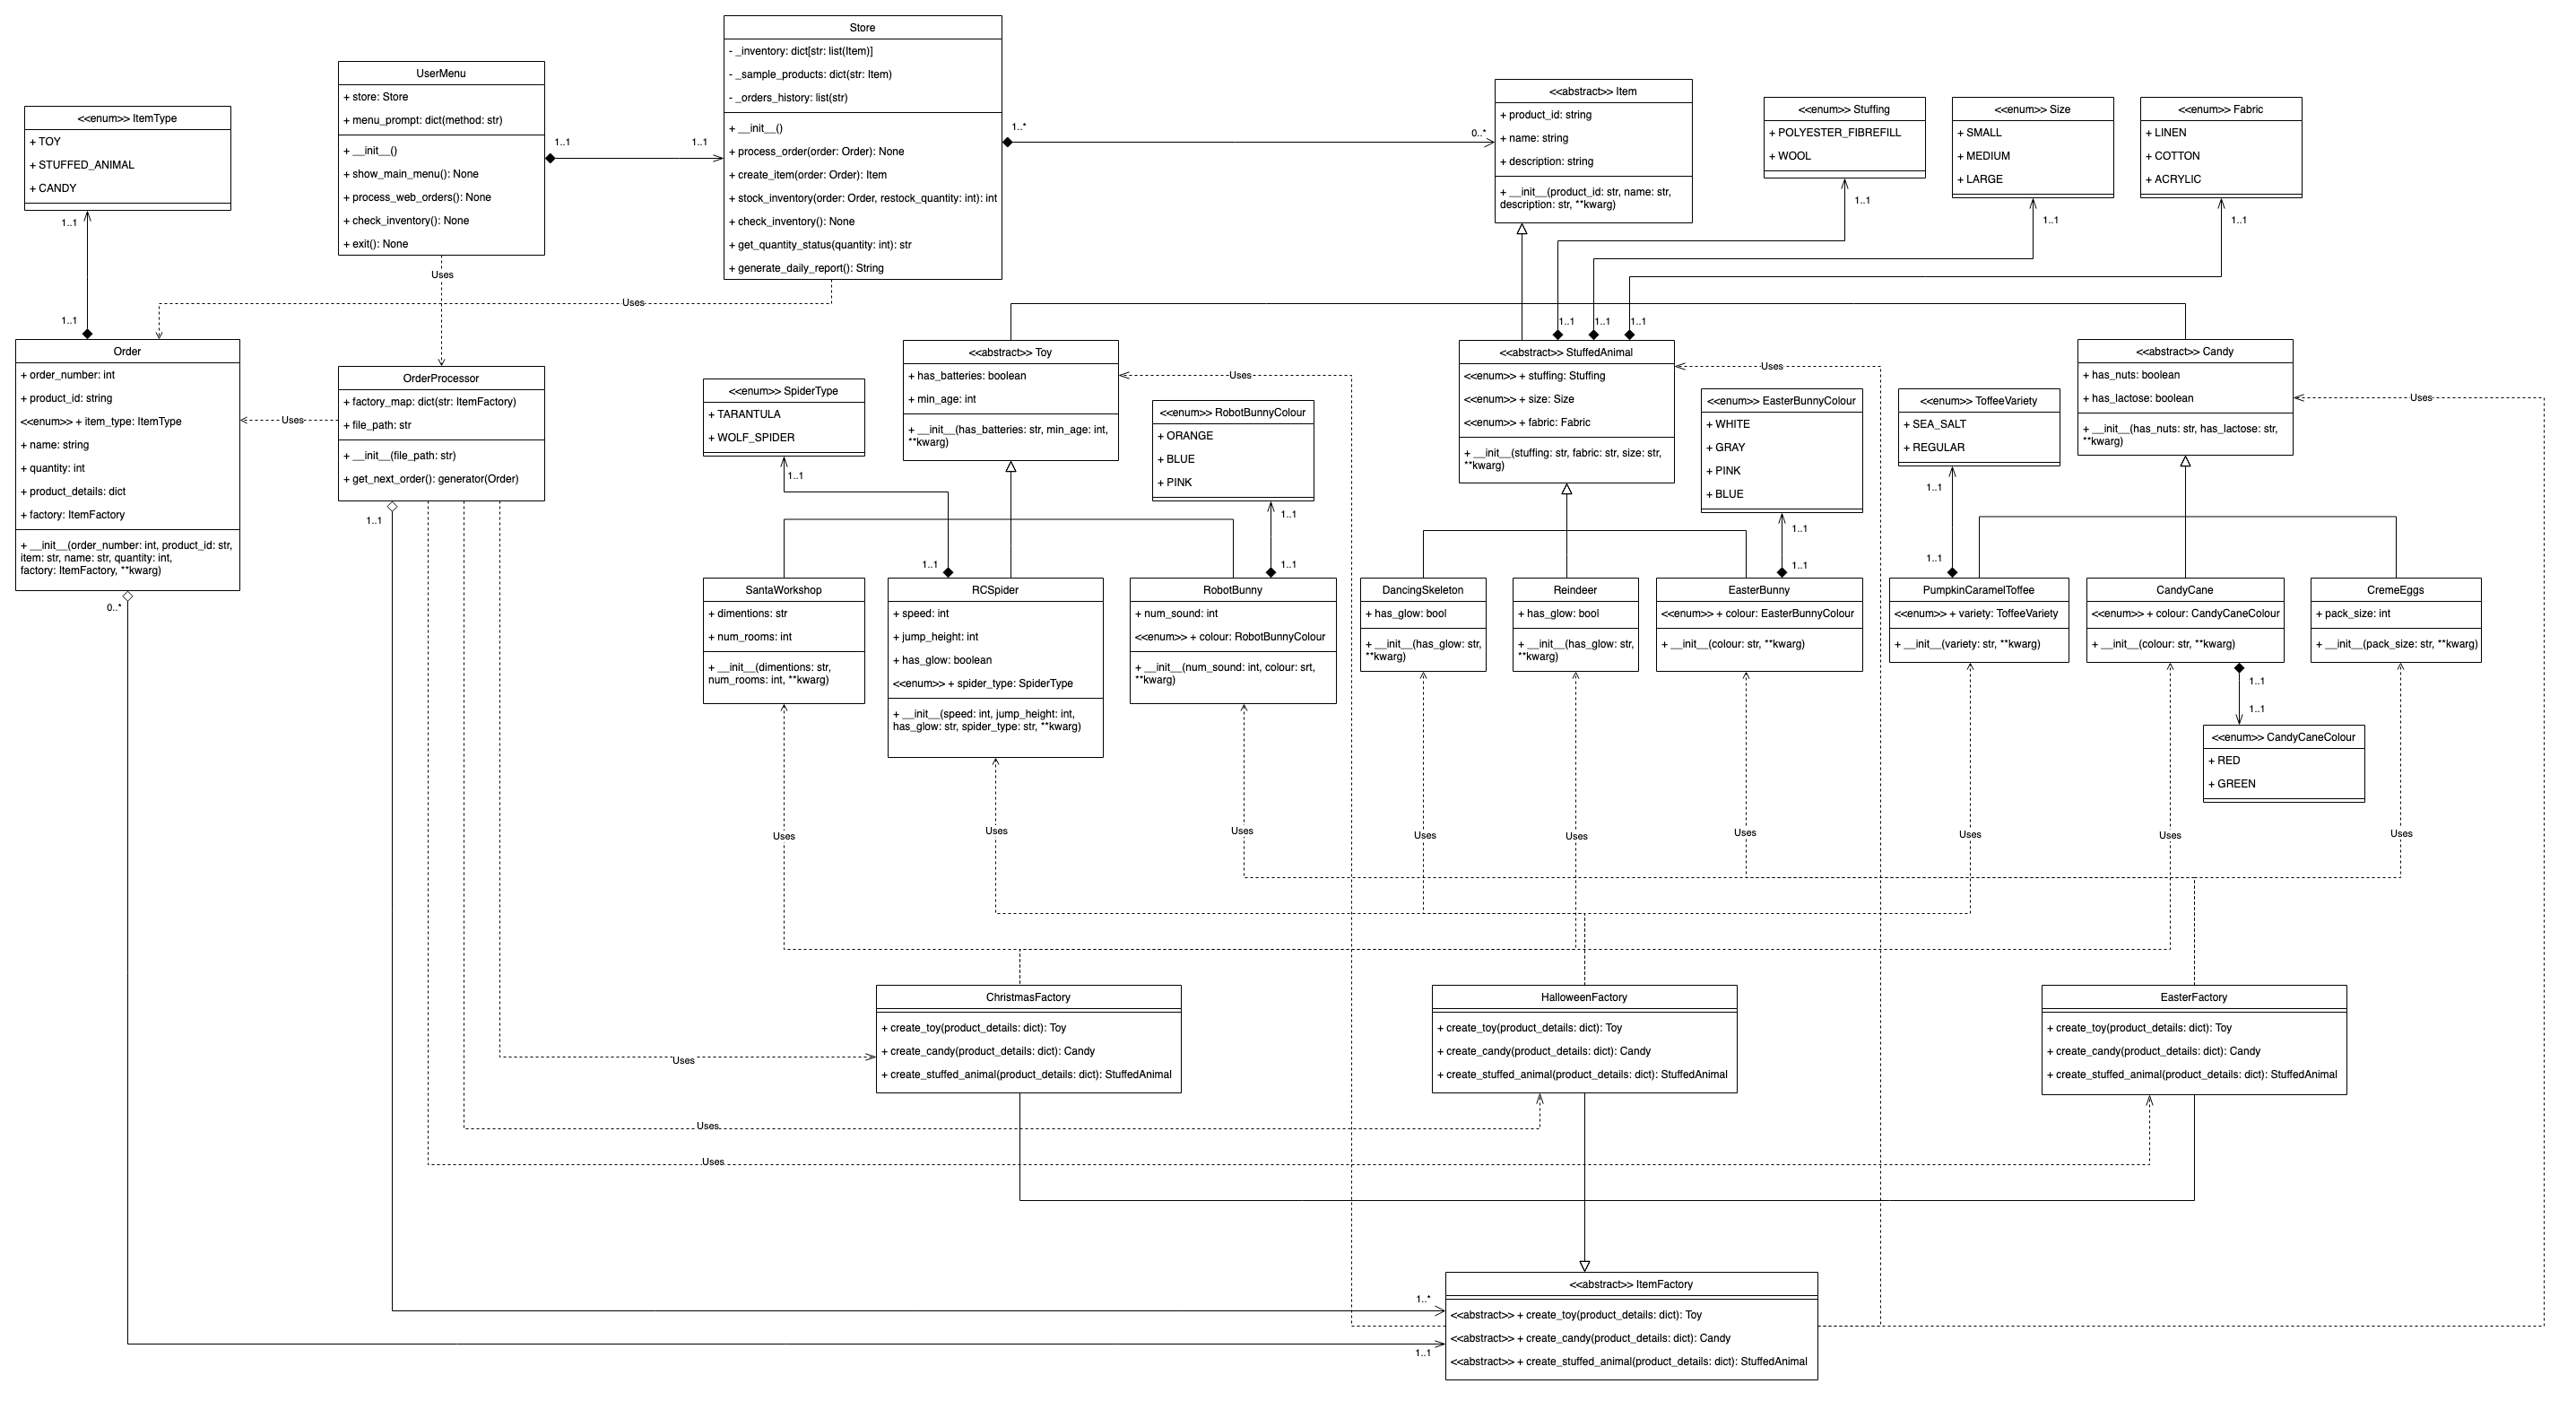 Store
- _inventory: dict[str: list(Item)]
- _sample_products: dict(str: Item)
- _orders_history: list(str)
+ __init__()
+ process_order(order: Order): None
+ create_item(order: Order): Item
+ stock_inventory(order: Order, restock_quantity: int): int
+ check_inventory(): None
+ get_quantity_status(quantity: int): str
+ generate_daily_report(): String
UserMenu
+ store: Store
+ menu_prompt: dict(method: str)
+ __init__()
+ show_main_menu(): None
+ process_web_orders(): None
+ check_inventory(): None
+ exit(): None
1..1
1..1
1..*
0..*
<<enum>> ItemType
+ TOY
+ STUFFED_ANIMAL
+ CANDY
1..1
1..1
<<abstract>> Item
+ product_id: string
+ name: string
+ description: string
+ __init__(product_id: str, name: str,
description: str, **kwarg)
<<enum>> Stuffing
+ POLYESTER_FIBREFILL
+ WOOL
1..1
<<enum>> Size
+ SMALL
+ MEDIUM
+ LARGE
1..1
<<enum>> Fabric
+ LINEN
+ COTTON
+ ACRYLIC
1..1
Uses
Uses
1..1
1..1
1..1
Order
+ order_number: int
+ product_id: string
<<enum>> + item_type: ItemType
+ name: string
+ quantity: int
+ product_details: dict
+ factory: ItemFactory
+ __init__(order_number: int, product_id: str,
item: str, name: str, quantity: int,
factory: ItemFactory, **kwarg)
0..*
Uses
OrderProcessor
+ factory_map: dict(str: ItemFactory)
+ file_path: str
+ __init__(file_path: str)
+ get_next_order(): generator(Order)
1..1
<<enum>> SpiderType
+ TARANTULA
+ WOLF_SPIDER
1..1
<<abstract>> Toy
+ has_batteries: boolean
+ min_age: int
+ __init__(has_batteries: str, min_age: int,
**kwarg)
Uses
<<enum>> RobotBunnyColour
+ ORANGE
+ BLUE
+ PINK
1..1
<<abstract>> StuffedAnimal
<<enum>> + stuffing: Stuffing
<<enum>> + size: Size
<<enum>> + fabric: Fabric
+ __init__(stuffing: str, fabric: str, size: str,
**kwarg)
Uses
<<enum>> EasterBunnyColour
+ WHITE
+ GRAY
+ PINK
+ BLUE
1..1
<<enum>> ToffeeVariety
+ SEA_SALT
+ REGULAR
1..1
<<abstract>> Candy
+ has_nuts: boolean
+ has_lactose: boolean
+ __init__(has_nuts: str, has_lactose: str,
**kwarg)
Uses
1..1
1..1
1..1
1..1
SantaWorkshop
+ dimentions: str
+ num_rooms: int
+ __init__(dimentions: str,
num_rooms: int, **kwarg)
RCSpider
+ speed: int
+ jump_height: int
+ has_glow: boolean
<<enum>> + spider_type: SpiderType
+ __init__(speed: int, jump_height: int,
has_glow: str, spider_type: str, **kwarg)
RobotBunny
+ num_sound: int
<<enum>> + colour: RobotBunnyColour
+ __init__(num_sound: int, colour: srt,
**kwarg)
DancingSkeleton
+ has_glow: bool
+ __init__(has_glow: str,
**kwarg)
Reindeer
+ has_glow: bool
+ __init__(has_glow: str,
**kwarg)
EasterBunny
<<enum>> + colour: EasterBunnyColour
+ __init__(colour: str, **kwarg)
PumpkinCaramelToffee
<<enum>> + variety: ToffeeVariety
+ __init__(variety: str, **kwarg)
CandyCane
<<enum>> + colour: CandyCaneColour
+ __init__(colour: str, **kwarg)
CremeEggs
+ pack_size: int
+ __init__(pack_size: str, **kwarg)
1..1
1..1
<<enum>> CandyCaneColour
+ RED
+ GREEN
Uses
Uses
Uses
Uses
Uses
Uses
Uses
Uses
Uses
ChristmasFactory
+ create_toy(product_details: dict): Toy
+ create_candy(product_details: dict): Candy
+ create_stuffed_animal(product_details: dict): StuffedAnimal
HalloweenFactory
+ create_toy(product_details: dict): Toy
+ create_candy(product_details: dict): Candy
+ create_stuffed_animal(product_details: dict): StuffedAnimal
EasterFactory
+ create_toy(product_details: dict): Toy
+ create_candy(product_details: dict): Candy
+ create_stuffed_animal(product_details: dict): StuffedAnimal
Uses
Uses
Uses
1..*
1..1
<<abstract>> ItemFactory
<<abstract>> + create_toy(product_details: dict): Toy
<<abstract>> + create_candy(product_details: dict): Candy
<<abstract>> + create_stuffed_animal(product_details: dict): StuffedAnimal